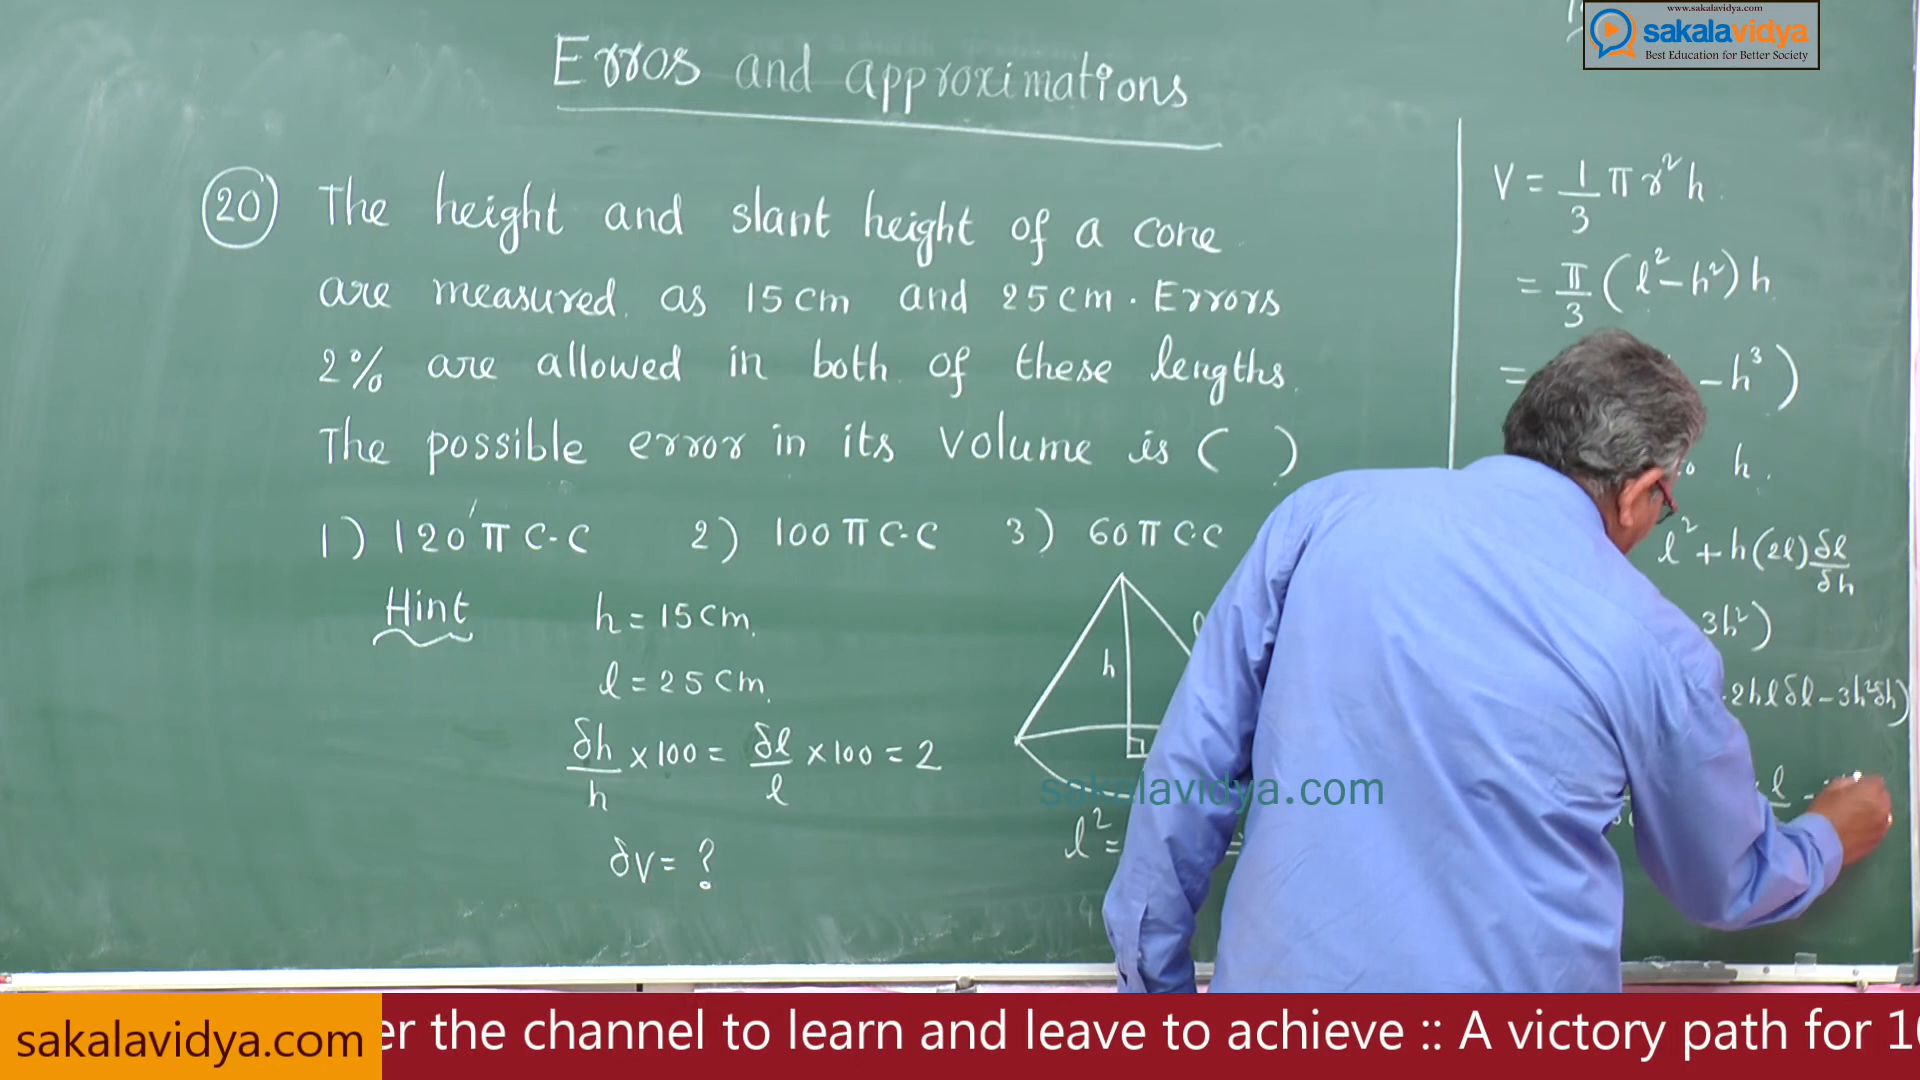 Erros and approximations
www.sakalavidya.com
sakalavidya
Best Education for Better Society
20 The height and slant height of a cone
are measured as 15 cm and 25 cm. Errors
2% are allowed in both of these lengths.
The possible error in its volume is ( )
1) 120 π C-C 2) 100 π C-C 3) 60 π C.C
Hint h = 15 cm.
l = 25 cm.
δh/h × 100 = δl/l × 100 = 2
δV = ?
h
l² =
V = 1/3 π r² h
= π/3 (l² – h²) h
= – h³)
h.
l² + h(2l) δl/δh
3h²)
2hlδl – 3h²δh)
l
sakalavidya.com
sakalavidya.com
er the channel to learn and leave to achieve :: A victory path for